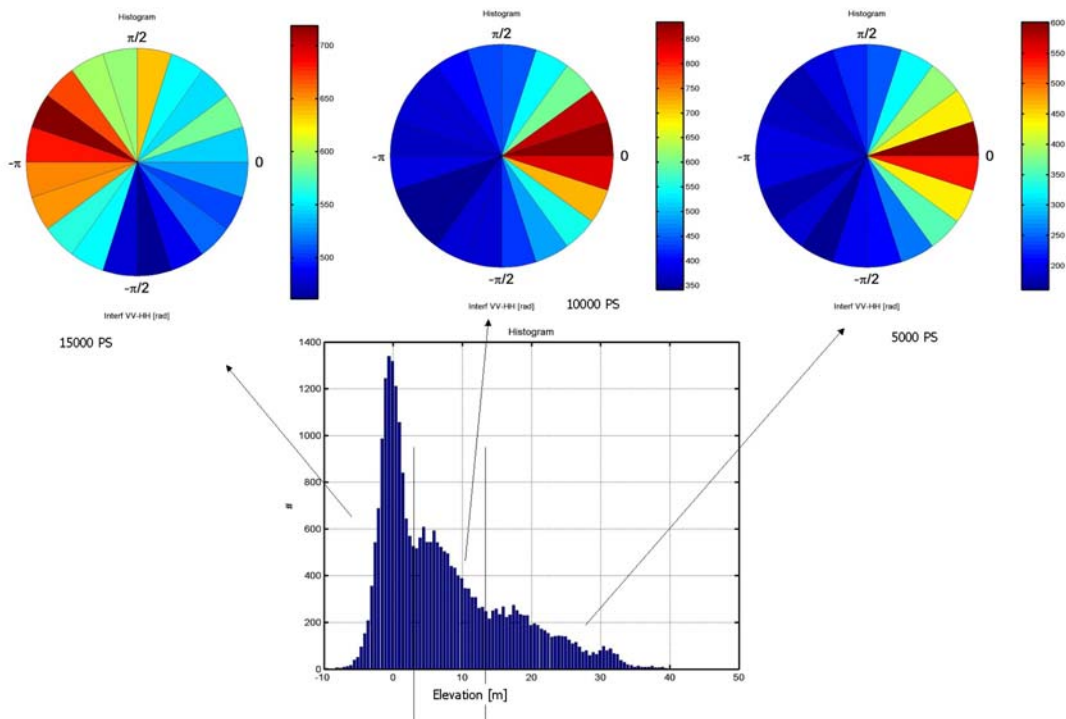 Histogram
π/2
-π
0
-π/2
Interf VV-HH [rad]
15000 PS
700
650
600
550
500
Histogram
π/2
-π
0
-π/2
Interf VV-HH [rad]
10000 PS
850
800
750
700
650
600
550
500
450
400
350
Histogram
π/2
-π
0
-π/2
Interf VV-HH [rad]
5000 PS
600
550
500
450
400
350
300
250
200
Histogram
1400
1200
1000
800
600
400
200
0
#
-10
0
10
20
30
40
50
Elevation [m]